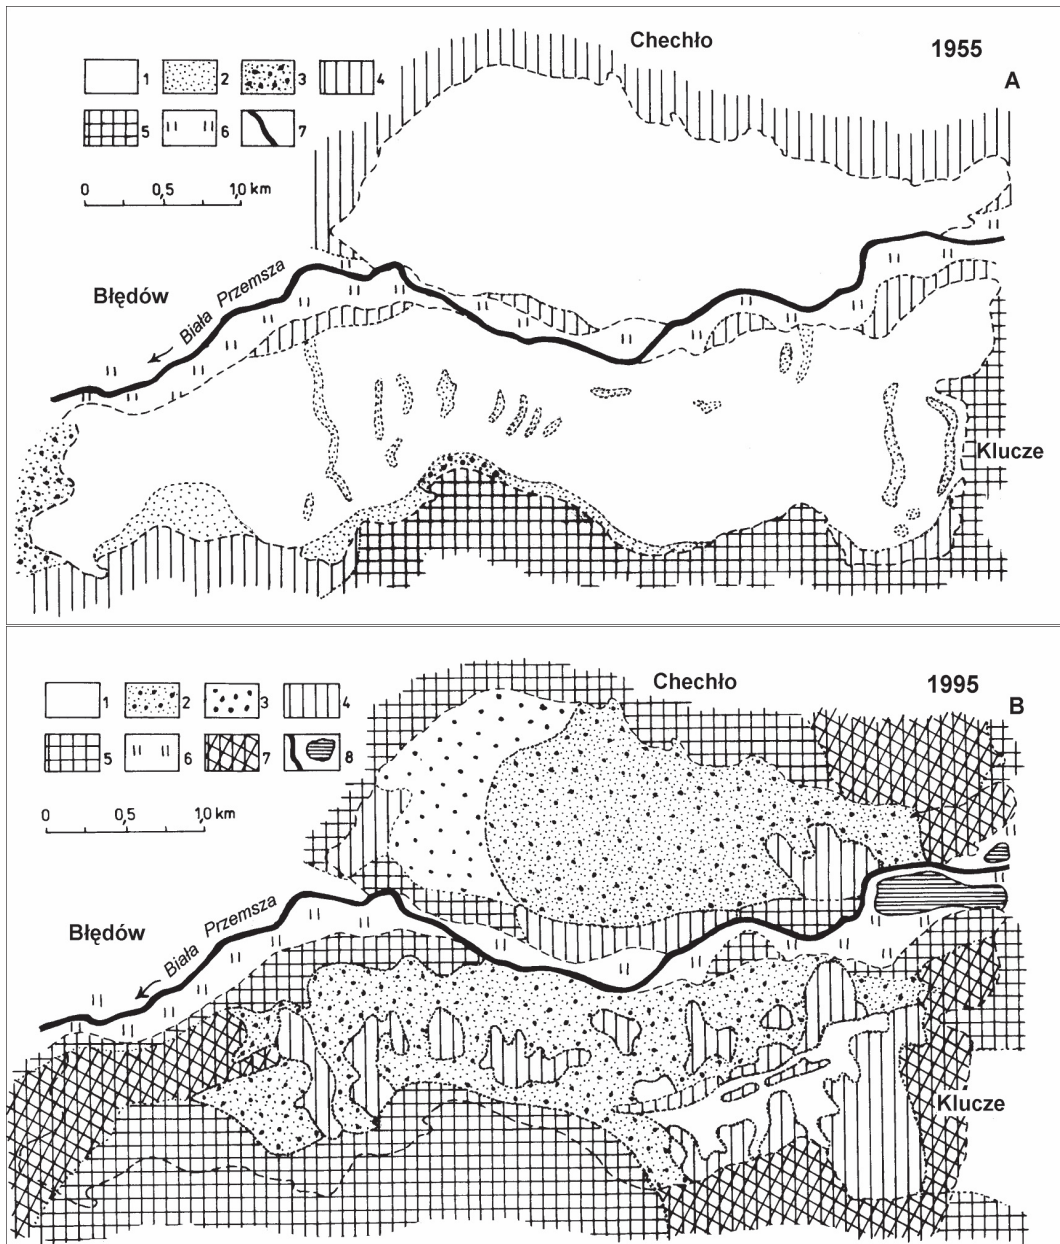 Chechło
1955
A
1 2 3 4
5 6 7
0 0,5 1,0 km
Błędów
Biała Przemsza
Klucze
Chechło
1995
B
1 2 3 4
5 6 7 8
0 0,5 1,0 km
Błędów
Biała Przemsza
Klucze